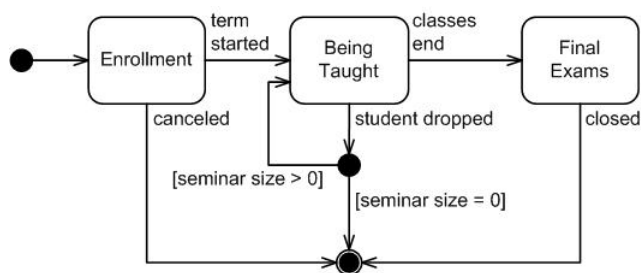 term
started
classes
end
Enrollment
Being
Taught
Final
Exams
canceled
student dropped
closed
[seminar size > 0]
[seminar size = 0]